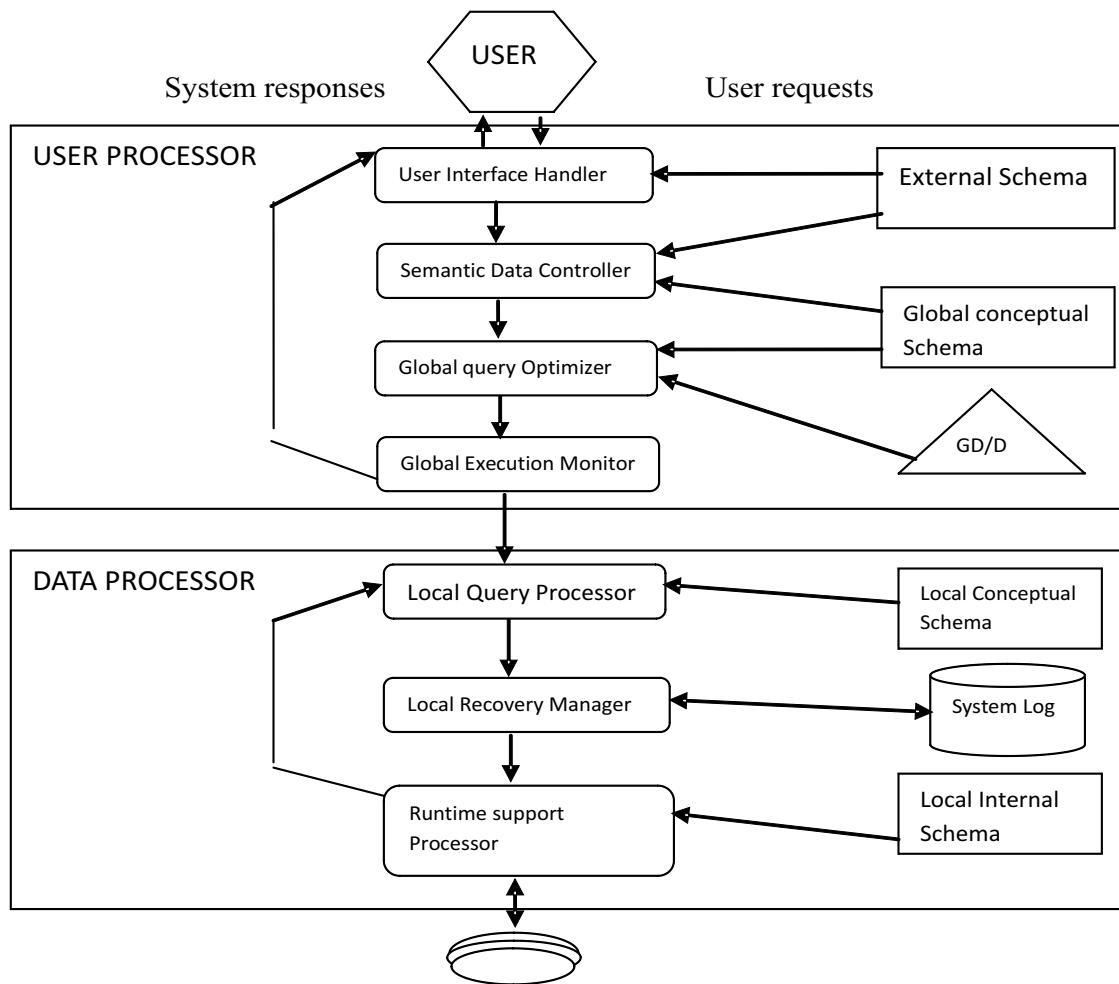 USER
System responses
User requests
USER PROCESSOR
User Interface Handler
External Schema
Semantic Data Controller
Global conceptual
Schema
Global query Optimizer
GD/D
Global Execution Monitor
DATA PROCESSOR
Local Query Processor
Local Conceptual
Schema
Local Recovery Manager
System Log
Runtime support
Processor
Local Internal
Schema